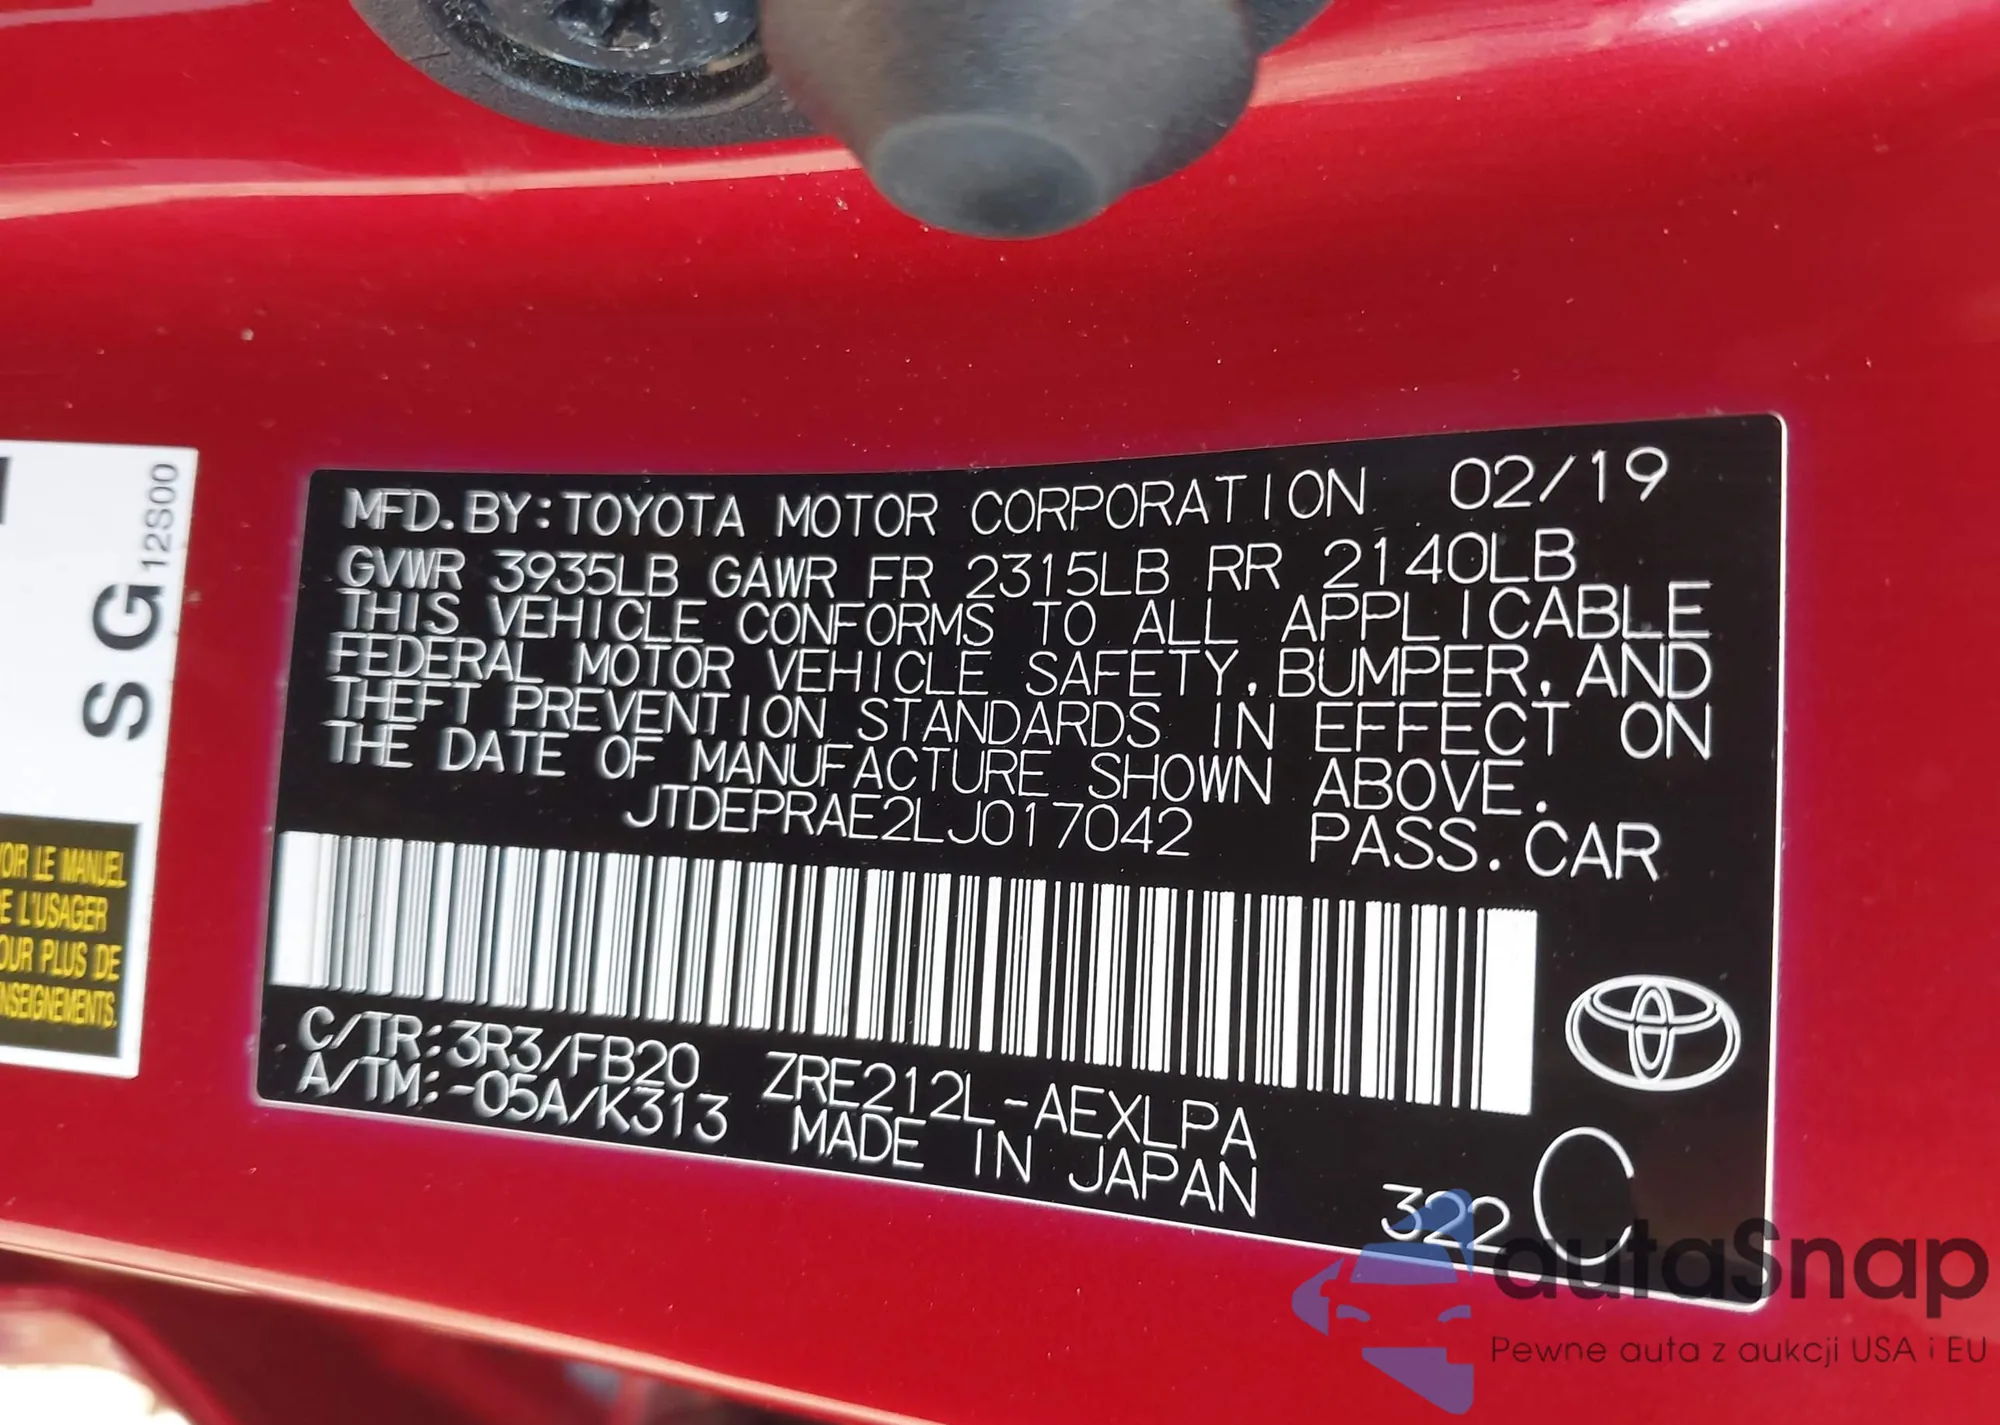 MFD. BY: TOYOTA MOTOR CORPORATION 02/19
GVWR 3935LB GAWR FR 2315LB RR 2140LB
THIS VEHICLE CONFORMS TO ALL APPLICABLE
FEDERAL MOTOR VEHICLE SAFETY, BUMPER, AND
THEFT PREVENTION STANDARDS IN EFFECT ON
THE DATE OF MANUFACTURE SHOWN ABOVE.
JTDEPRAE2LJ017042 PASS. CAR
C/TR: 3R3/FB20 ZRE212L-AEXLPA
A/TM: -05A/K313 MADE IN JAPAN
322 C
S G 12S00
VOIR LE MANUEL
DE L'USAGER
POUR PLUS DE
autaSnap
Pewne auta z aukcji USA i EU